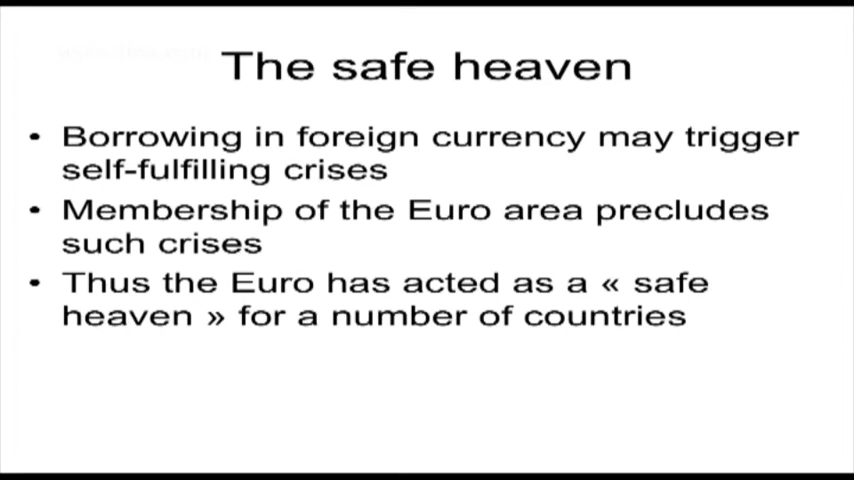 The safe heaven
• Borrowing in foreign currency may trigger
self-fulfilling crises
• Membership of the Euro area precludes
such crises
• Thus the Euro has acted as a « safe
heaven » for a number of countries